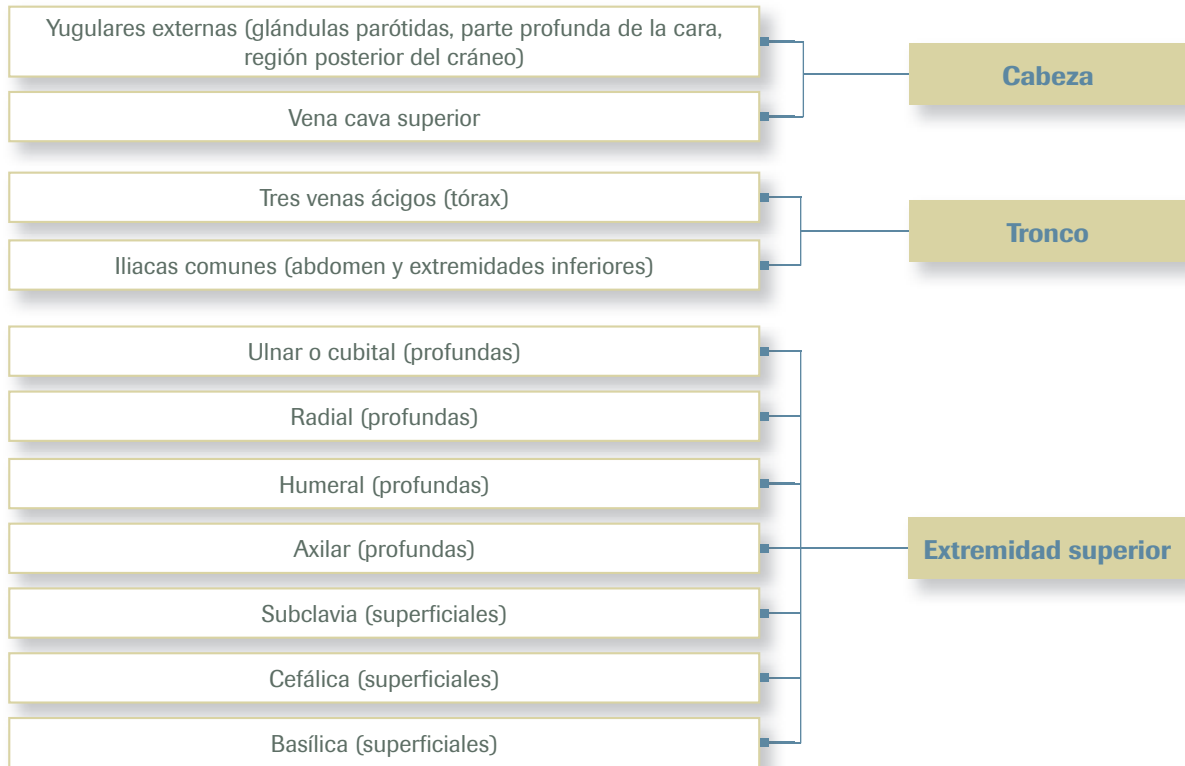 Yugulares externas (glándulas parótidas, parte profunda de la cara,
región posterior del cráneo)
Cabeza
Vena cava superior
Tres venas ácigos (tórax)
Tronco
Iliacas comunes (abdomen y extremidades inferiores)
Ulnar o cubital (profundas)
Radial (profundas)
Humeral (profundas)
Axilar (profundas)
Extremidad superior
Subclavia (superficiales)
Cefálica (superficiales)
Basílica (superficiales)